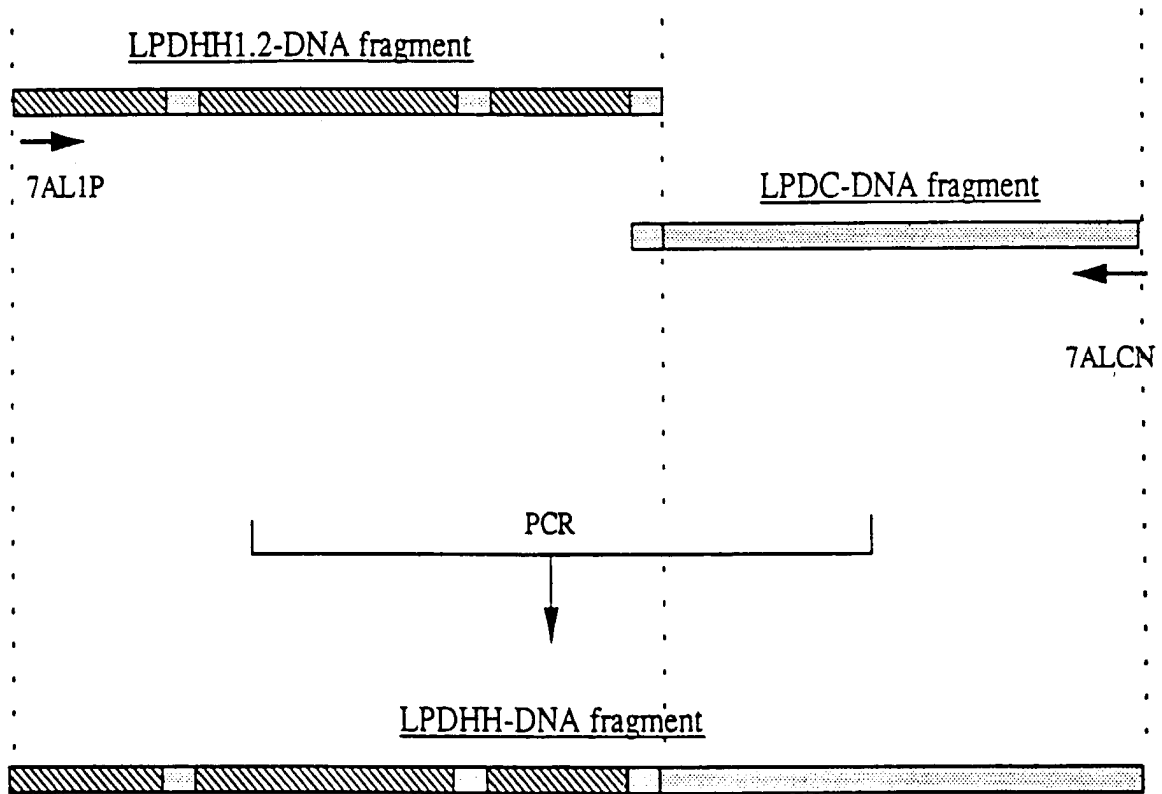 LPDHH1.2-DNA fragment
7AL1P
LPDC-DNA fragment
7ALCN
PCR
LPDHH-DNA fragment